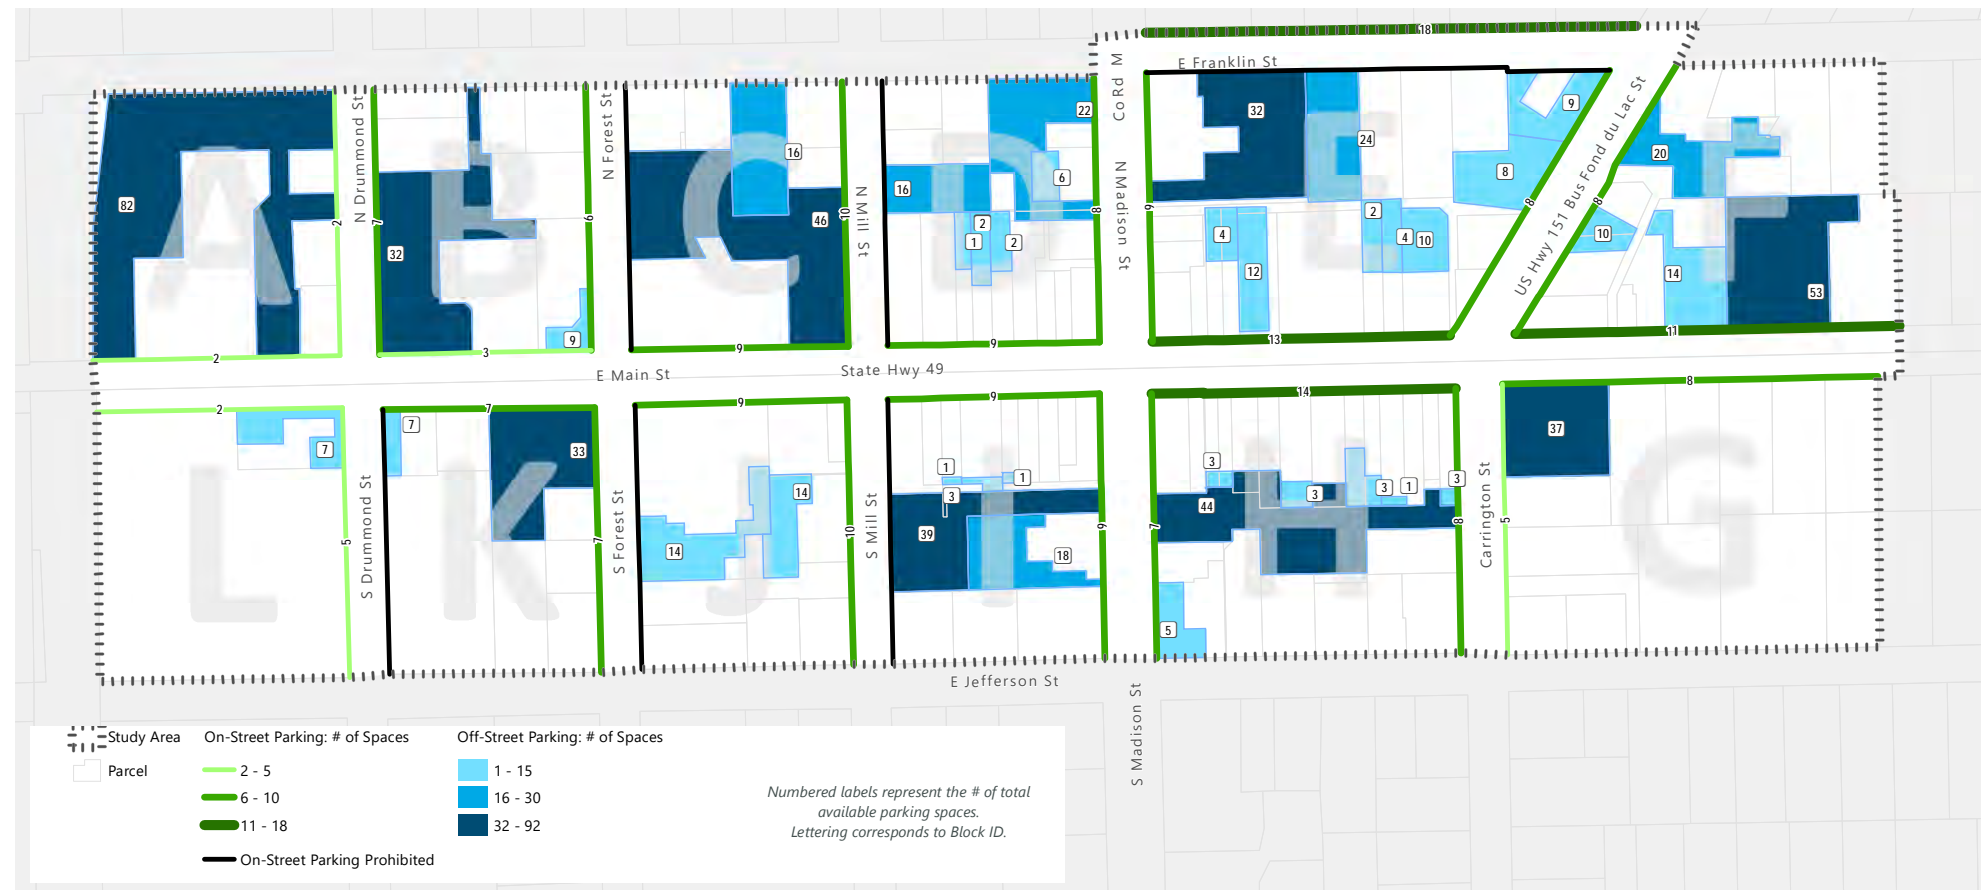 18
E Franklin St
CoRd M
N Drummond St
N Forest St
N Mill St
N Madison St
US Hwy 151 Bus Fond du Lac St
A
82
2
2
B
7
32
9
6
3
C
16
46
10
9
D
22
16
6
2
1
2
8
9
E
9
32
24
9
8
4
12
2
4
10
8
13
F
20
8
10
14
53
11
E Main St
State Hwy 49
L
2
7
5
S Drummond St
K
7
7
33
7
S Forest St
J
9
14
14
10
S Mill St
I
9
1
1
3
39
18
9
H
14
3
3
3
1
3
44
7
8
5
Carrington St
G
8
37
5
E Jefferson St
S Madison St
Study Area
Parcel
On-Street Parking: # of Spaces
2 - 5
6 - 10
11 - 18
On-Street Parking Prohibited
Off-Street Parking: # of Spaces
1 - 15
16 - 30
32 - 92
Numbered labels represent the # of total
available parking spaces.
Lettering corresponds to Block ID.